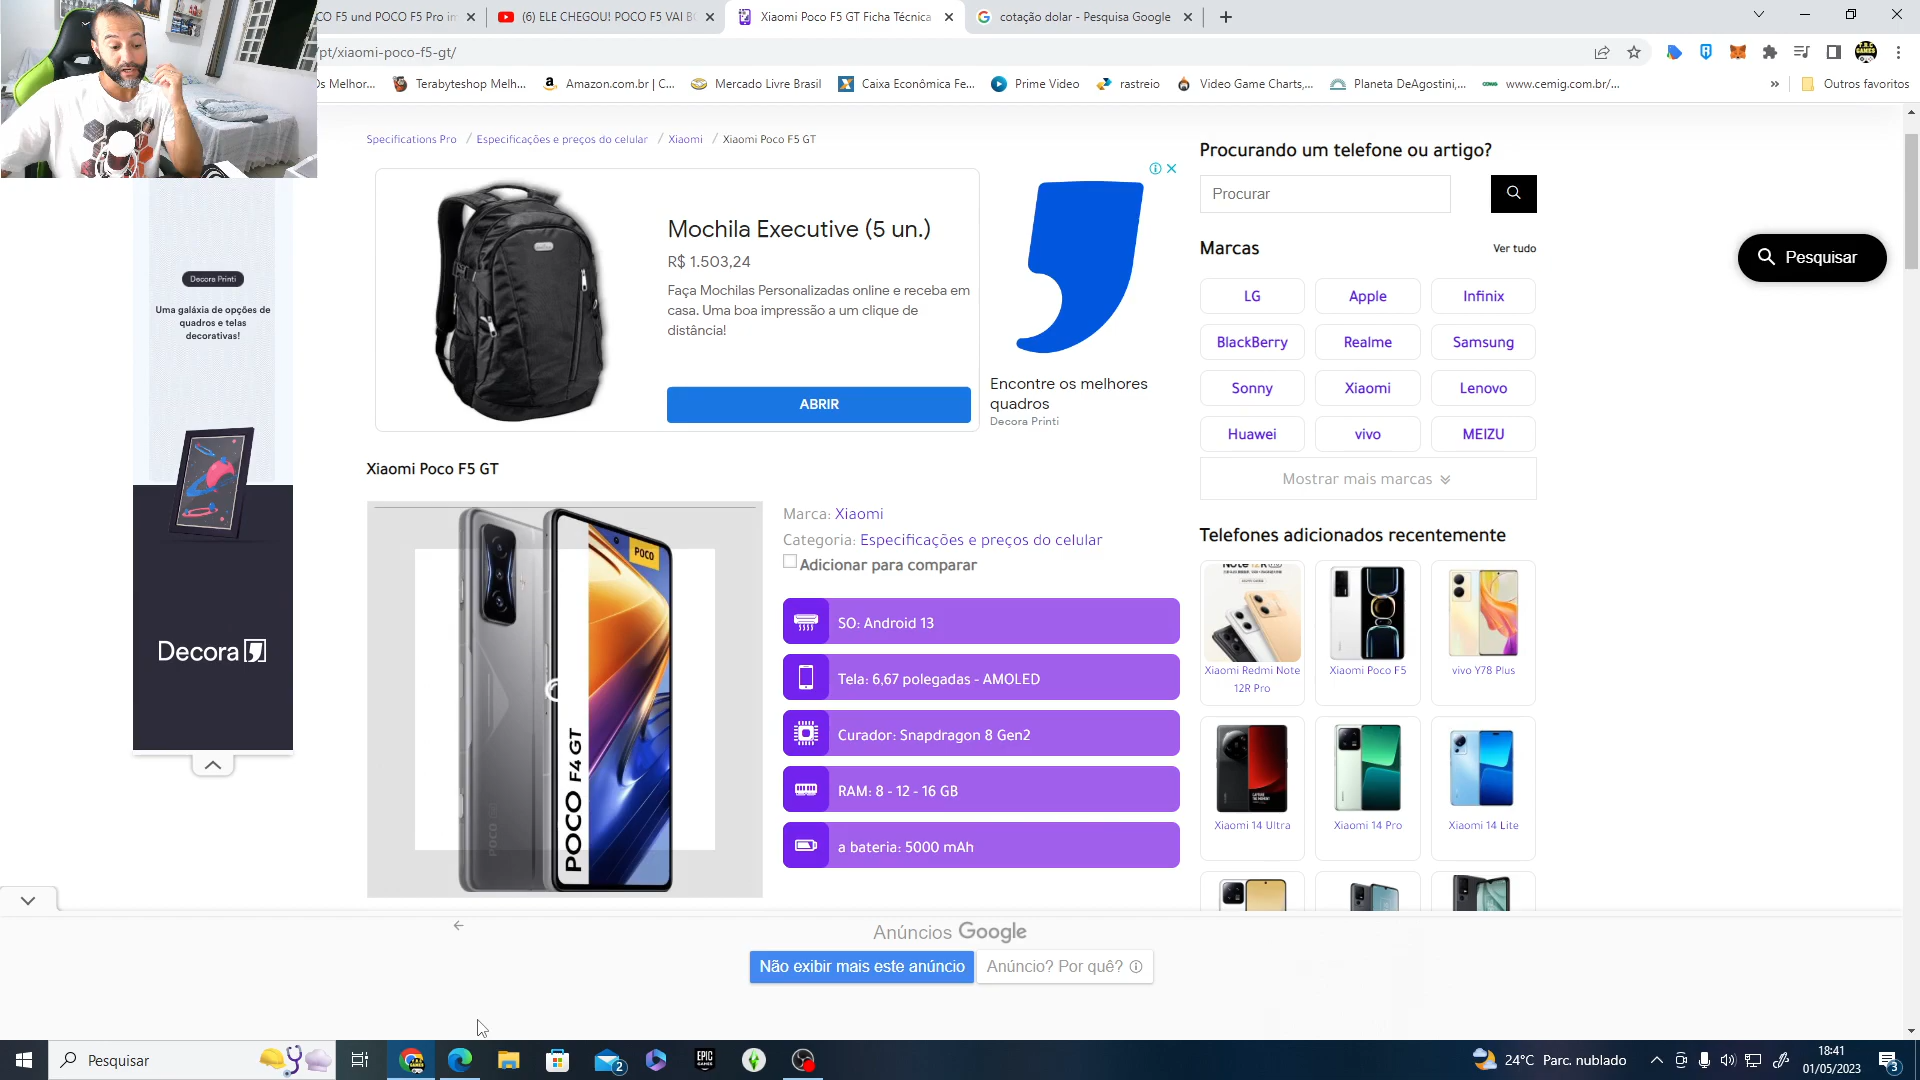 CO F5 und POCO F5 Pro im
(6) ELE CHEGOU! POCO F5 VAI B
Xiaomi Poco F5 GT Ficha Técnica
cotação dolar - Pesquisa Google
/pt/xiaomi-poco-f5-gt/
Os Melhor...
Terabyteshop Melh...
Amazon.com.br | C...
Mercado Livre Brasil
Caixa Econômica Fe...
Prime Video
rastreio
Video Game Charts,...
Planeta DeAgostini,...
www.cemig.com.br/...
»
Outros favoritos
Specifications Pro / Especificações e preços do celular / Xiaomi / Xiaomi Poco F5 GT
Mochila Executive (5 un.)
R$ 1.503,24
Faça Mochilas Personalizadas online e receba em
casa. Uma boa impressão a um clique de
distância!
ABRIR
Encontre os melhores
quadros
Decora Printi
Decora Printi
Uma galáxia de opções de
quadros e telas
decorativas!
Decora
Xiaomi Poco F5 GT
POCO
POCO F4 GT
Marca: Xiaomi
Categoria: Especificações e preços do celular
Adicionar para comparar
SO: Android 13
Tela: 6,67 polegadas - AMOLED
Curador: Snapdragon 8 Gen2
RAM: 8 - 12 - 16 GB
a bateria: 5000 mAh
Procurando um telefone ou artigo?
Procurar
Marcas
Ver tudo
LG
Apple
Infinix
BlackBerry
Realme
Samsung
Sonny
Xiaomi
Lenovo
Huawei
vivo
MEIZU
Mostrar mais marcas
Pesquisar
Telefones adicionados recentemente
Xiaomi Redmi Note
12R Pro
Xiaomi Poco F5
vivo Y78 Plus
Xiaomi 14 Ultra
Xiaomi 14 Pro
Xiaomi 14 Lite
Anúncios Google
Não exibir mais este anúncio
Anúncio? Por quê?
Pesquisar
2
EPIC
GAMES
24°C Parc. nublado
18:41
01/05/2023
3